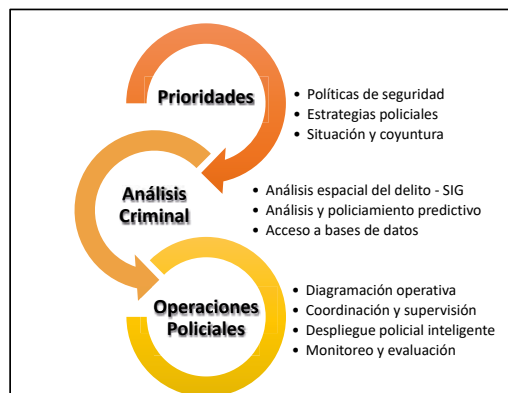 Prioridades
• Políticas de seguridad
• Estrategias policiales
• Situación y coyuntura
Análisis
Criminal
• Análisis espacial del delito - SIG
• Análisis y policiamiento predictivo
• Acceso a bases de datos
Operaciones
Policiales
• Diagramación operativa
• Coordinación y supervisión
• Despliegue policial inteligente
• Monitoreo y evaluación